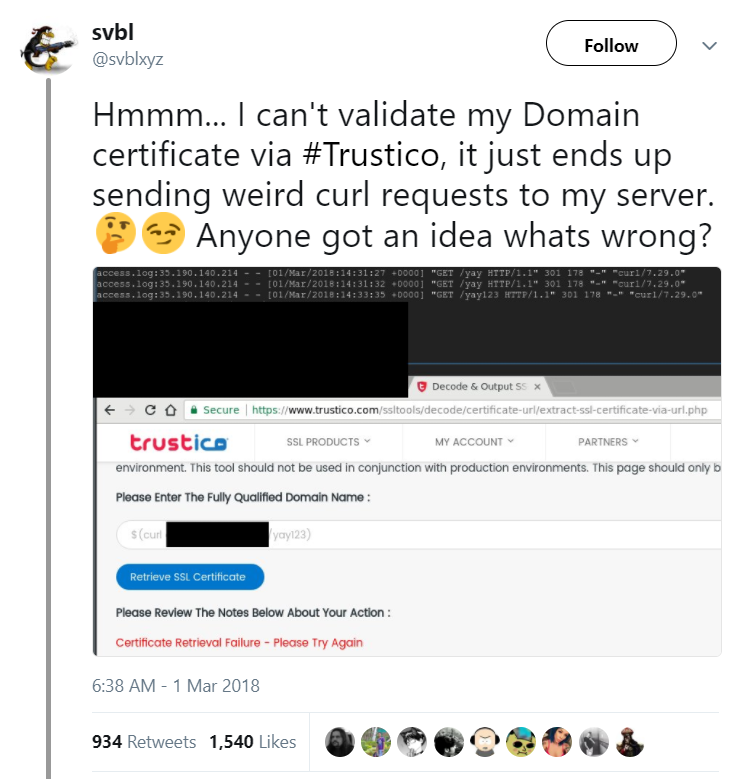 svbl
@svblxyz
Follow
Hmmm... I can't validate my Domain
certificate via #Trustico, it just ends up
sending weird curl requests to my server.
🤔😏 Anyone got an idea whats wrong?
access.log:35.190.140.214 - - [01/Mar/2018:14:31:27 +0000] "GET /yay HTTP/1.1" 301 178 "-" "curl/7.29.0"
access.log:35.190.140.214 - - [01/Mar/2018:14:31:32 +0000] "GET /yay HTTP/1.1" 301 178 "-" "curl/7.29.0"
access.log:35.190.140.214 - - [01/Mar/2018:14:33:35 +0000] "GET /yay123 HTTP/1.1" 301 178 "-" "curl/7.29.0"
Decode & Output SS
Secure | https://www.trustico.com/ssltools/decode/certificate-url/extract-ssl-certificate-via-url.php
trustico
SSL PRODUCTS
MY ACCOUNT
PARTNERS
environment. This tool should not be used in conjunction with production environments. This page should only b
Please Enter The Fully Qualified Domain Name :
$(curl /yay123)
Retrieve SSL Certificate
Please Review The Notes Below About Your Action :
Certificate Retrieval Failure - Please Try Again
6:38 AM - 1 Mar 2018
934 Retweets 1,540 Likes